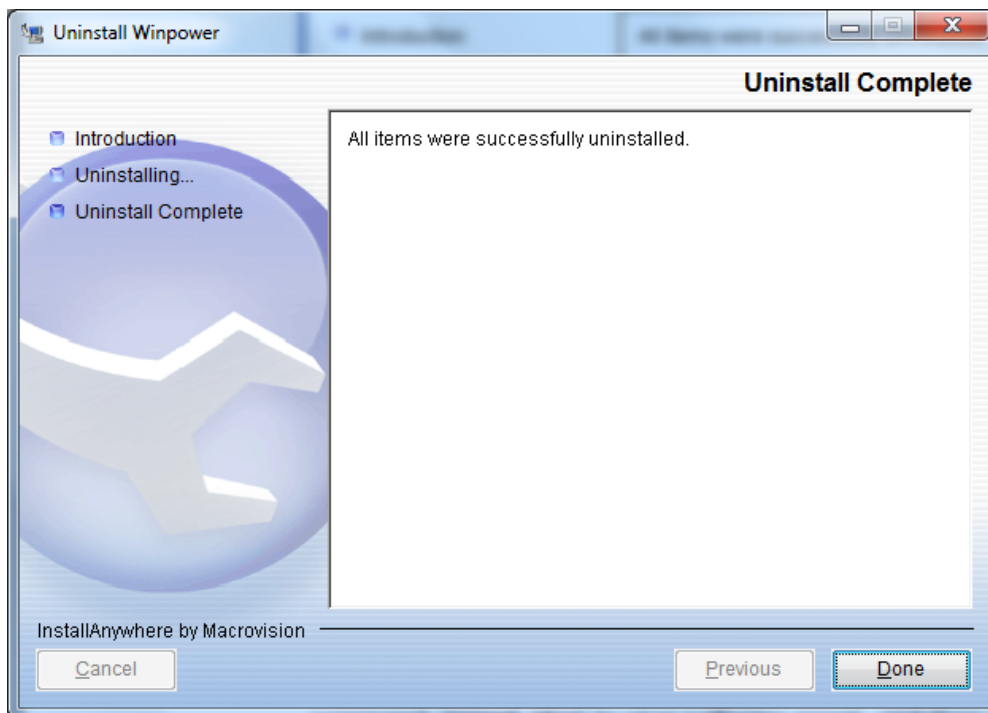 Uninstall Winpower
Uninstall Complete
Introduction
Uninstalling...
Uninstall Complete
All items were successfully uninstalled.
InstallAnywhere by Macrovision
Cancel
Previous
Done